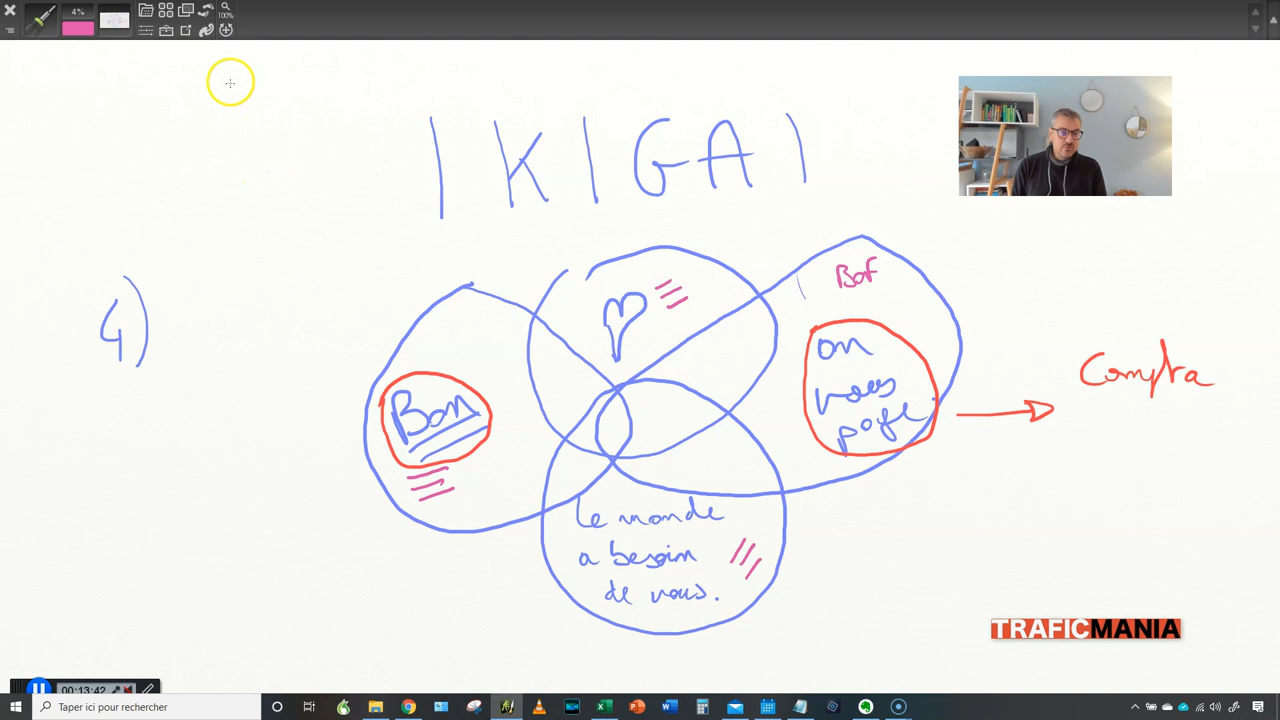 4%
100%
IKIGAI
4)
Bof
on
vous
paye.
Compta
Bon
le monde
a besoin
de vous.
TRAFICMANIA
00:13:42
Taper ici pour rechercher